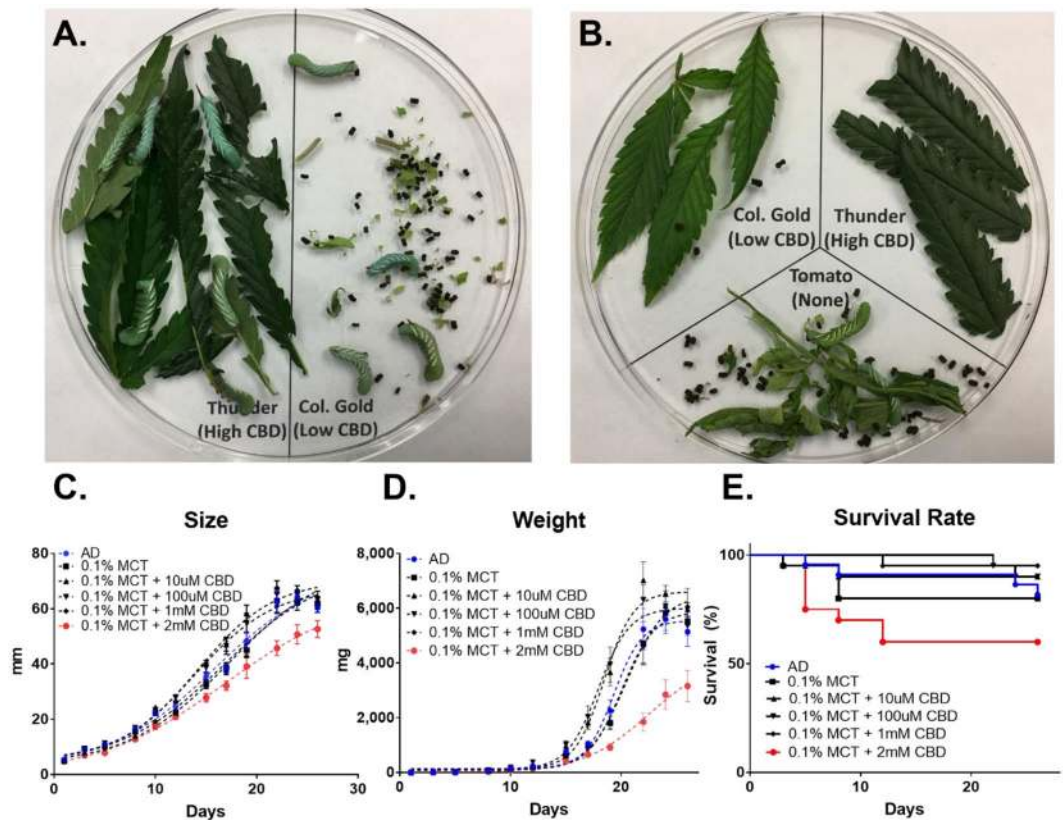 A.
Thunder
(High CBD)
Col. Gold
(Low CBD)
B.
Col. Gold
(Low CBD)
Thunder
(High CBD)
Tomato
(None)
C.
Size
80
60
40
20
0
mm
0 10 20 30
Days
AD
0.1% MCT
0.1% MCT + 10uM CBD
0.1% MCT + 100uM CBD
0.1% MCT + 1mM CBD
0.1% MCT + 2mM CBD
D.
Weight
8,000
6,000
4,000
2,000
0
mg
0 10 20
Days
AD
0.1% MCT
0.1% MCT + 10uM CBD
0.1% MCT + 100uM CBD
0.1% MCT + 1mM CBD
0.1% MCT + 2mM CBD
E.
Survival Rate
100
50
0
Survival (%)
0 10 20
Days
AD
0.1% MCT
0.1% MCT + 10uM CBD
0.1% MCT + 100uM CBD
0.1% MCT + 1mM CBD
0.1% MCT + 2mM CBD